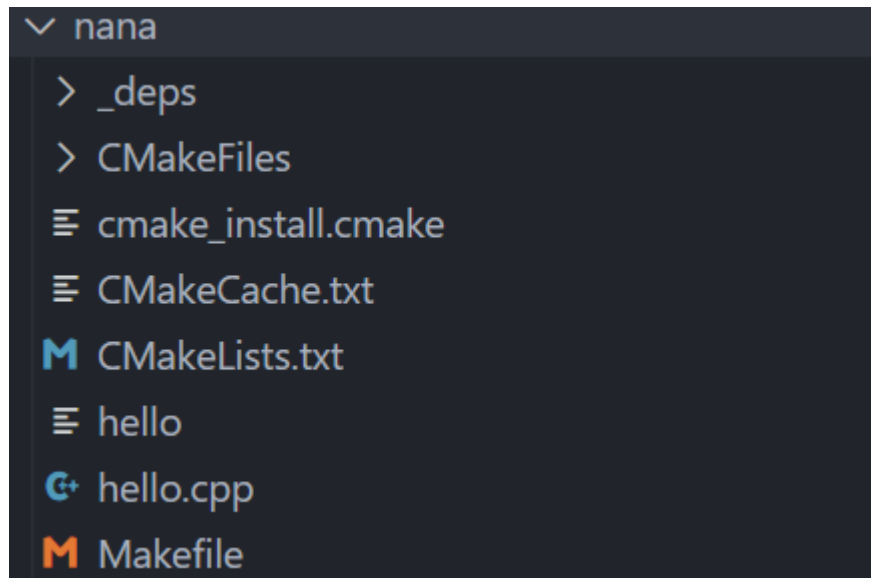 nana
_deps
CMakeFiles
cmake_install.cmake
CMakeCache.txt
CMakeLists.txt
hello
hello.cpp
Makefile